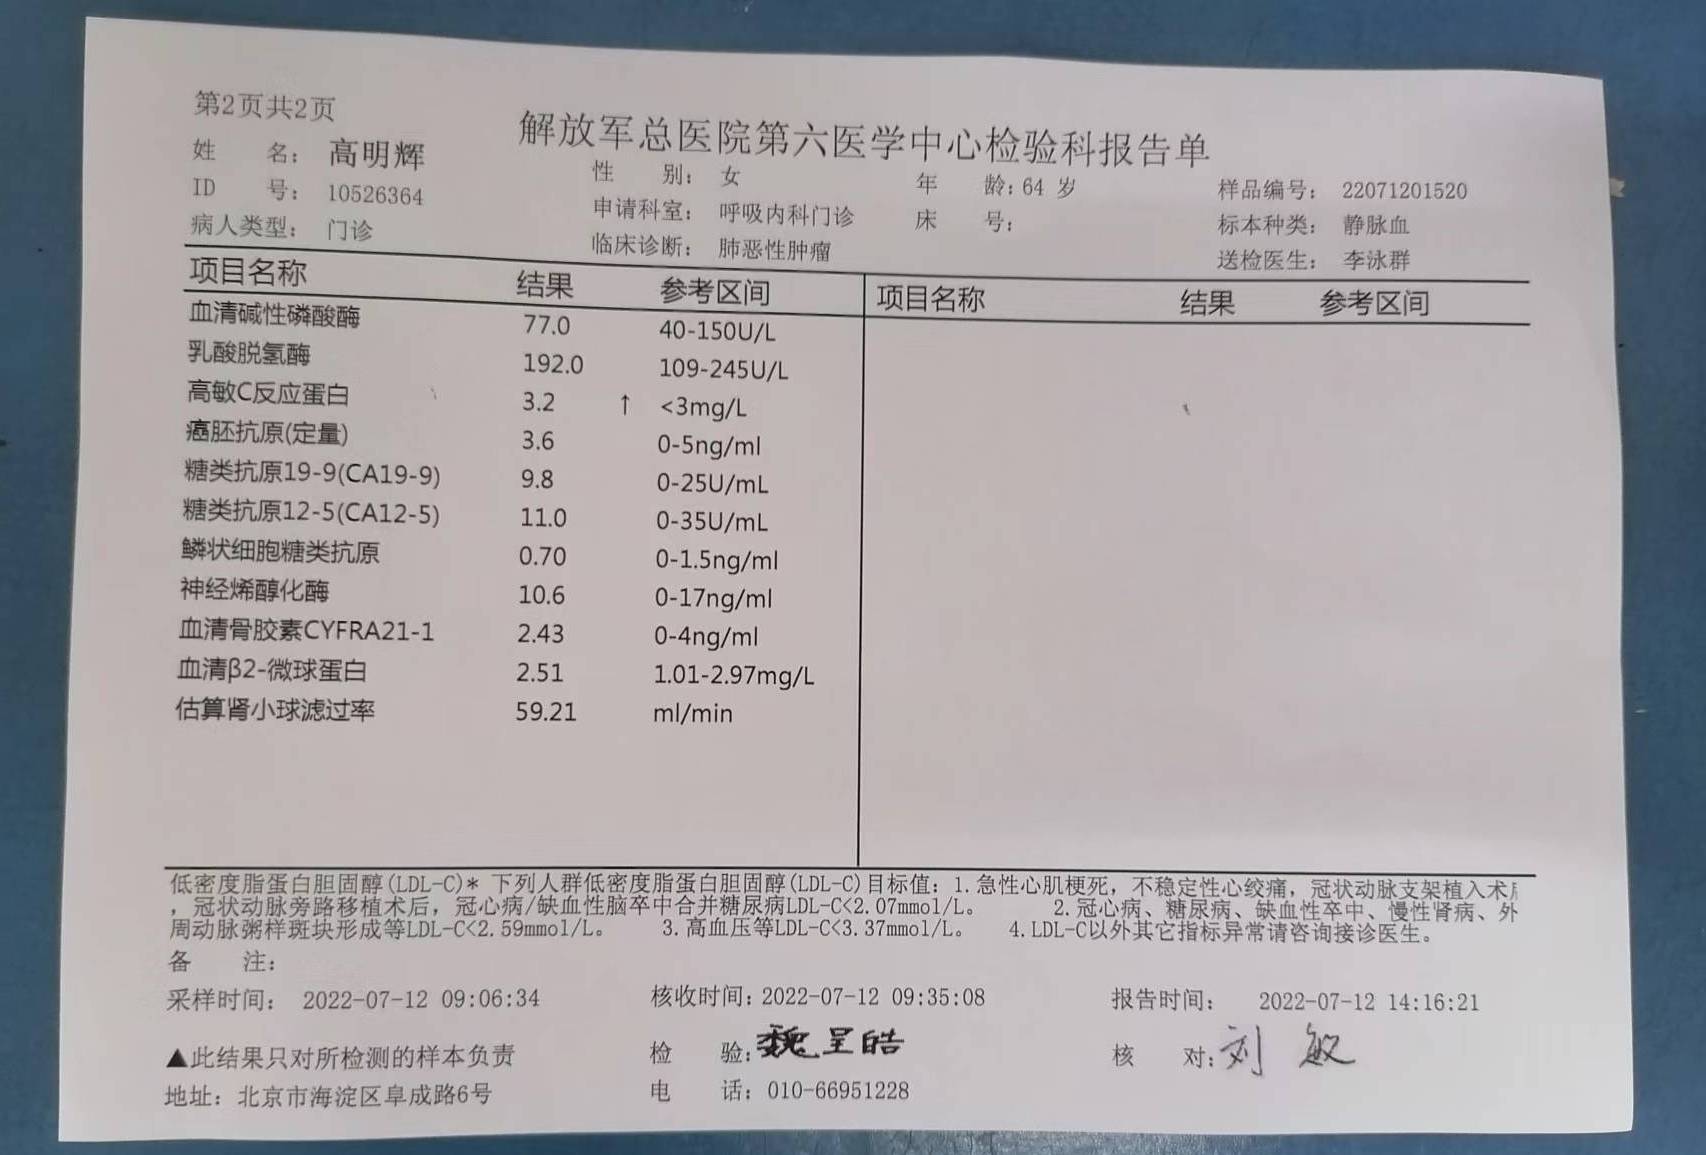 第2页共2页
解放军总医院第六医学中心检验科报告单
姓 名: 高明辉 性 别: 女 年 龄: 64 岁 样品编号: 22071201520
ID 号: 10526364 申请科室: 呼吸内科门诊 床 号: 标本种类: 静脉血
病人类型: 门诊 临床诊断: 肺恶性肿瘤 送检医生: 李泳群
项目名称 结果 参考区间 项目名称 结果 参考区间
血清碱性磷酸酶 77.0 40-150U/L
乳酸脱氢酶 192.0 109-245U/L
高敏C反应蛋白 3.2 ↑ <3mg/L
癌胚抗原(定量) 3.6 0-5ng/ml
糖类抗原19-9(CA19-9) 9.8 0-25U/mL
糖类抗原12-5(CA12-5) 11.0 0-35U/mL
鳞状细胞糖类抗原 0.70 0-1.5ng/ml
神经烯醇化酶 10.6 0-17ng/ml
血清骨胶素CYFRA21-1 2.43 0-4ng/ml
血清β2-微球蛋白 2.51 1.01-2.97mg/L
估算肾小球滤过率 59.21 ml/min
低密度脂蛋白胆固醇(LDL-C)* 下列人群低密度脂蛋白胆固醇(LDL-C)目标值: 1.急性心肌梗死, 不稳定性心绞痛, 冠状动脉支架植入术
, 冠状动脉旁路移植术后, 冠心病/缺血性脑卒中合并糖尿病LDL-C<2.07mmol/L。 2.冠心病、糖尿病、缺血性卒中、慢性肾病、外
周动脉粥样斑块形成等LDL-C<2.59mmol/L。 3.高血压等LDL-C<3.37mmol/L。 4.LDL-C以外其它指标异常请咨询接诊医生。
备 注:
采样时间: 2022-07-12 09:06:34 核收时间: 2022-07-12 09:35:08 报告时间: 2022-07-12 14:16:21
▲此结果只对所检测的样本负责 检 验: 魏呈皓 核 对: 刘 敏
地址: 北京市海淀区阜成路6号 电 话: 010-66951228